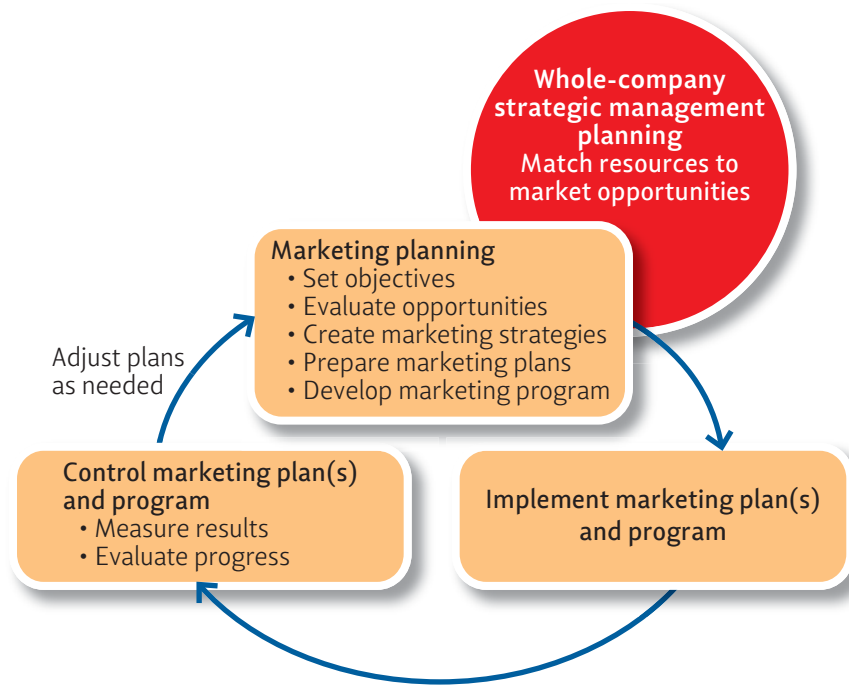 Whole-company
strategic management
planning
Match resources to
market opportunities
Marketing planning
• Set objectives
• Evaluate opportunities
• Create marketing strategies
• Prepare marketing plans
• Develop marketing program
Adjust plans
as needed
Control marketing plan(s)
and program
• Measure results
• Evaluate progress
Implement marketing plan(s)
and program